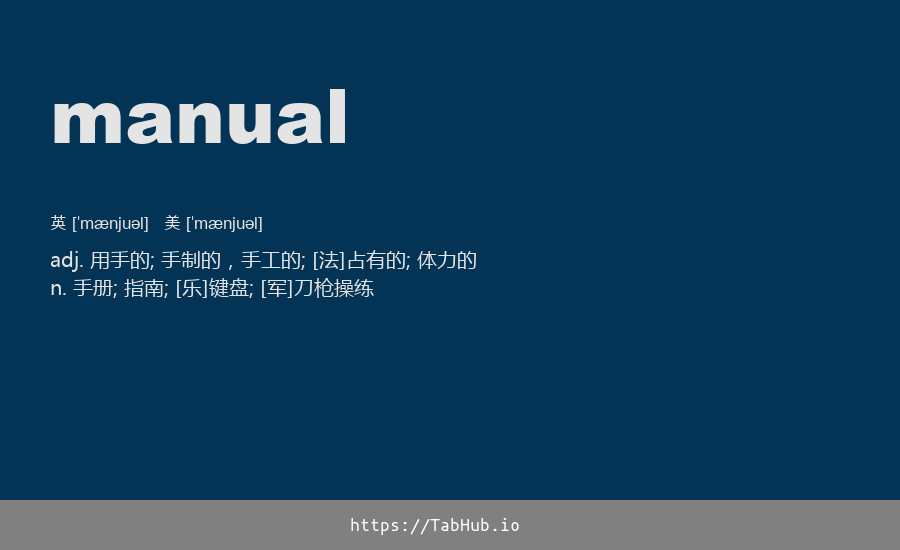 manual
英 [ˈmænjuəl] 美 [ˈmænjuəl]
adj. 用手的; 手制的，手工的; [法]占有的; 体力的
n. 手册; 指南; [乐]键盘; [军]刀枪操练
https://TabHub.io